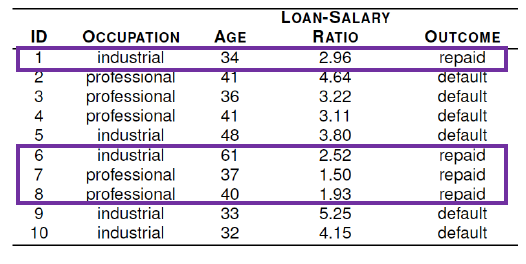 LOAN-SALARY
ID OCCUPATION AGE RATIO OUTCOME
1 industrial 34 2.96 repaid
2 professional 41 4.64 default
3 professional 36 3.22 default
4 professional 41 3.11 default
5 industrial 48 3.80 default
6 industrial 61 2.52 repaid
7 professional 37 1.50 repaid
8 professional 40 1.93 repaid
9 industrial 33 5.25 default
10 industrial 32 4.15 default